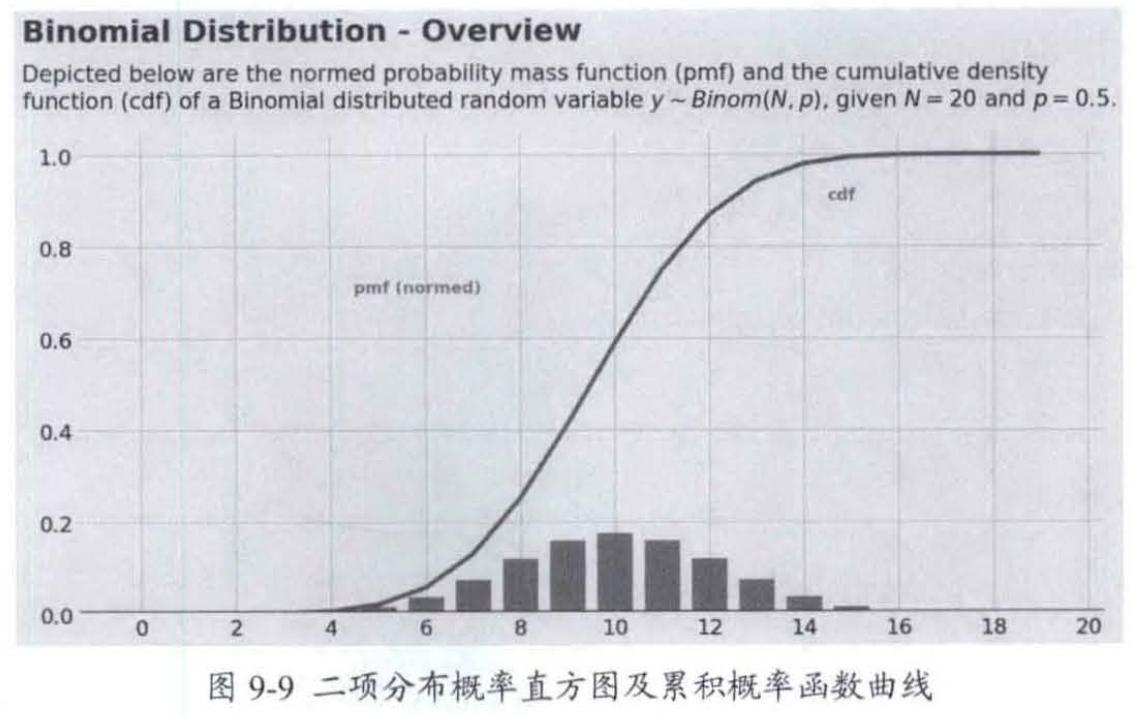 Binomial Distribution - Overview
Depicted below are the normed probability mass function (pmf) and the cumulative density
function (cdf) of a Binomial distributed random variable y ~ Binom(N, p), given N = 20 and p = 0.5.
1.0
cdf
0.8
pmf (normed)
0.6
0.4
0.2
0.0
0 2 4 6 8 10 12 14 16 18 20
图 9-9 二项分布概率直方图及累积概率函数曲线